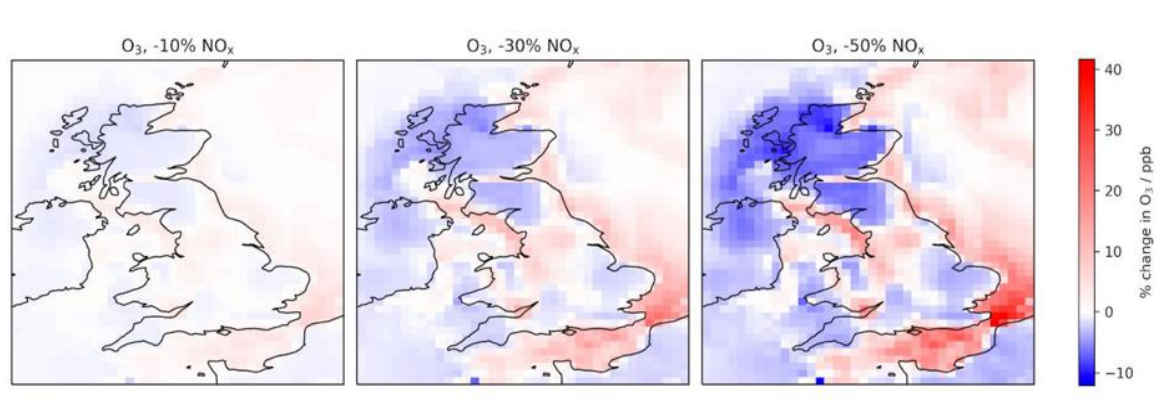 O₃, -10% NOₓ
O₃, -30% NOₓ
O₃, -50% NOₓ
40
30
20
10
0
−10
% change in O₃ / ppb